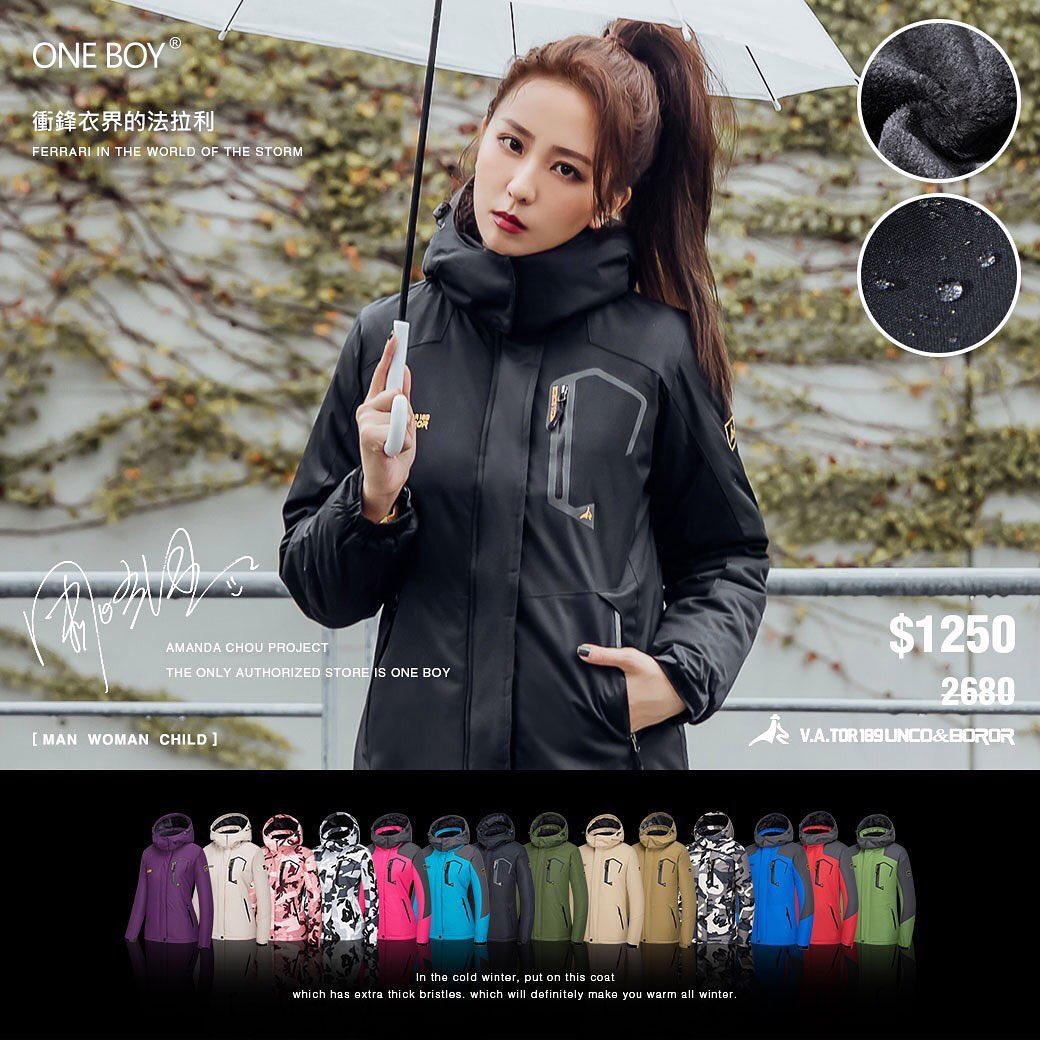 ONE BOY®
衝鋒衣界的法拉利
FERRARI IN THE WORLD OF THE STORM
AMANDA CHOU PROJECT
THE ONLY AUTHORIZED STORE IS ONE BOY
$1250
2680
[ MAN WOMAN CHILD ]
V.A.TOR189 UNCO&BOROR
In the cold winter, put on this coat
which has extra thick bristles. which will definitely make you warm all winter.